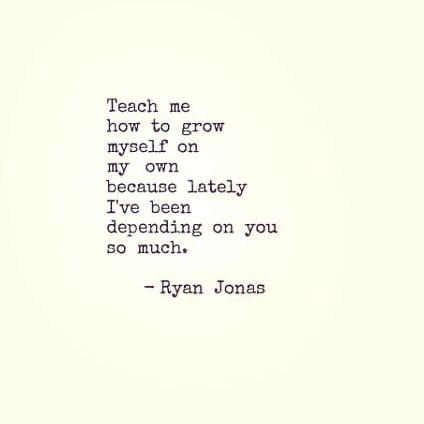 Teach me
how to grow
myself on
my own
because lately
I've been
depending on you
so much.
– Ryan Jonas